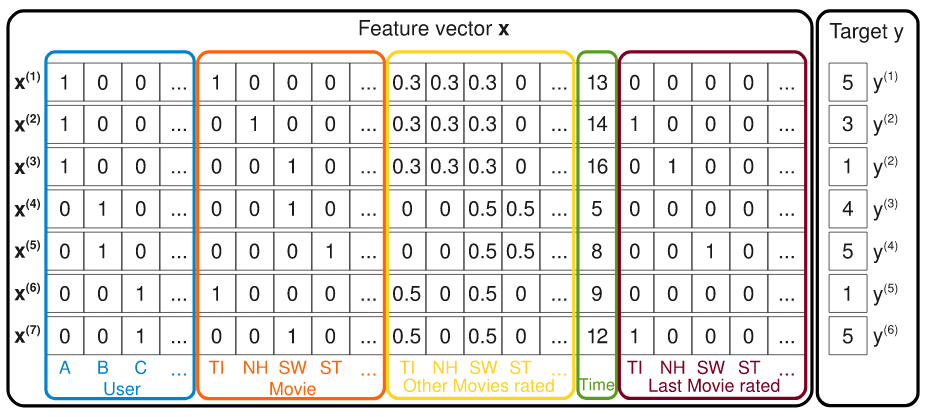 Feature vector x Target y
x(1) 1 0 0 ... 1 0 0 0 ... 0.3 0.3 0.3 0 ... 13 0 0 0 0 ... 5 y(1)
x(2) 1 0 0 ... 0 1 0 0 ... 0.3 0.3 0.3 0 ... 14 1 0 0 0 ... 3 y(2)
x(3) 1 0 0 ... 0 0 1 0 ... 0.3 0.3 0.3 0 ... 16 0 1 0 0 ... 1 y(2)
x(4) 0 1 0 ... 0 0 1 0 ... 0 0 0.5 0.5 ... 5 0 0 0 0 ... 4 y(3)
x(5) 0 1 0 ... 0 0 0 1 ... 0 0 0.5 0.5 ... 8 0 0 1 0 ... 5 y(4)
x(6) 0 0 1 ... 1 0 0 0 ... 0.5 0 0.5 0 ... 9 0 0 0 0 ... 1 y(5)
x(7) 0 0 1 ... 0 0 1 0 ... 0.5 0 0.5 0 ... 12 1 0 0 0 ... 5 y(6)
A B C ... TI NH SW ST ... TI NH SW ST ... TI NH SW ST ...
User Movie Other Movies rated Time Last Movie rated